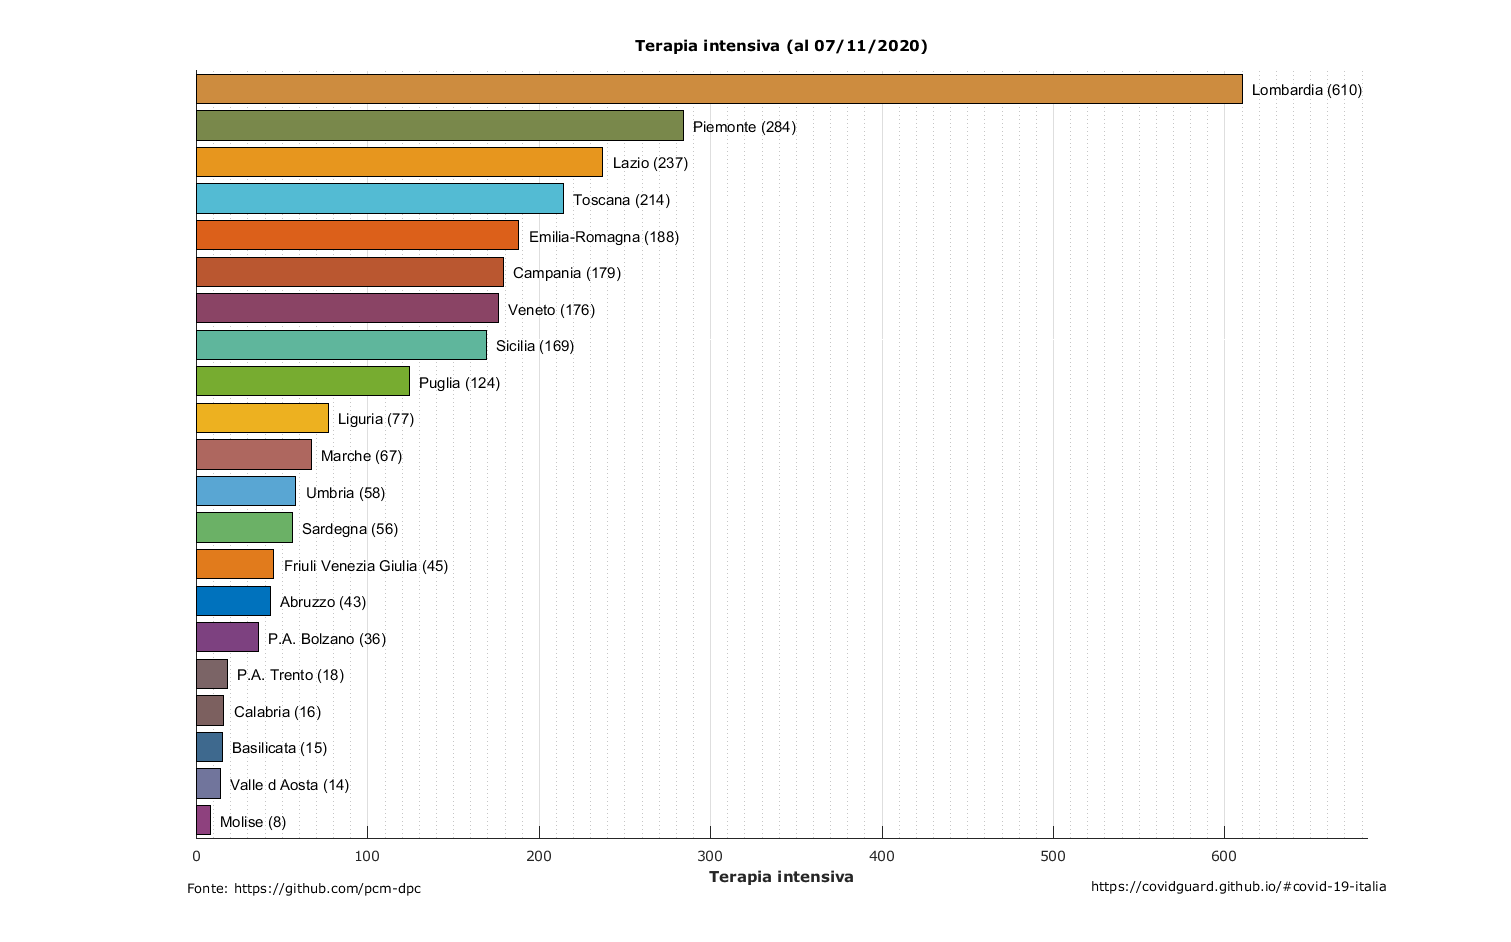 Terapia intensiva (al 07/11/2020)
Lombardia (610)
Piemonte (284)
Lazio (237)
Toscana (214)
Emilia-Romagna (188)
Campania (179)
Veneto (176)
Sicilia (169)
Puglia (124)
Liguria (77)
Marche (67)
Umbria (58)
Sardegna (56)
Friuli Venezia Giulia (45)
Abruzzo (43)
P.A. Bolzano (36)
P.A. Trento (18)
Calabria (16)
Basilicata (15)
Valle d Aosta (14)
Molise (8)
0 100 200 300 400 500 600
Terapia intensiva
Fonte: https://github.com/pcm-dpc
https://covidguard.github.io/#covid-19-italia